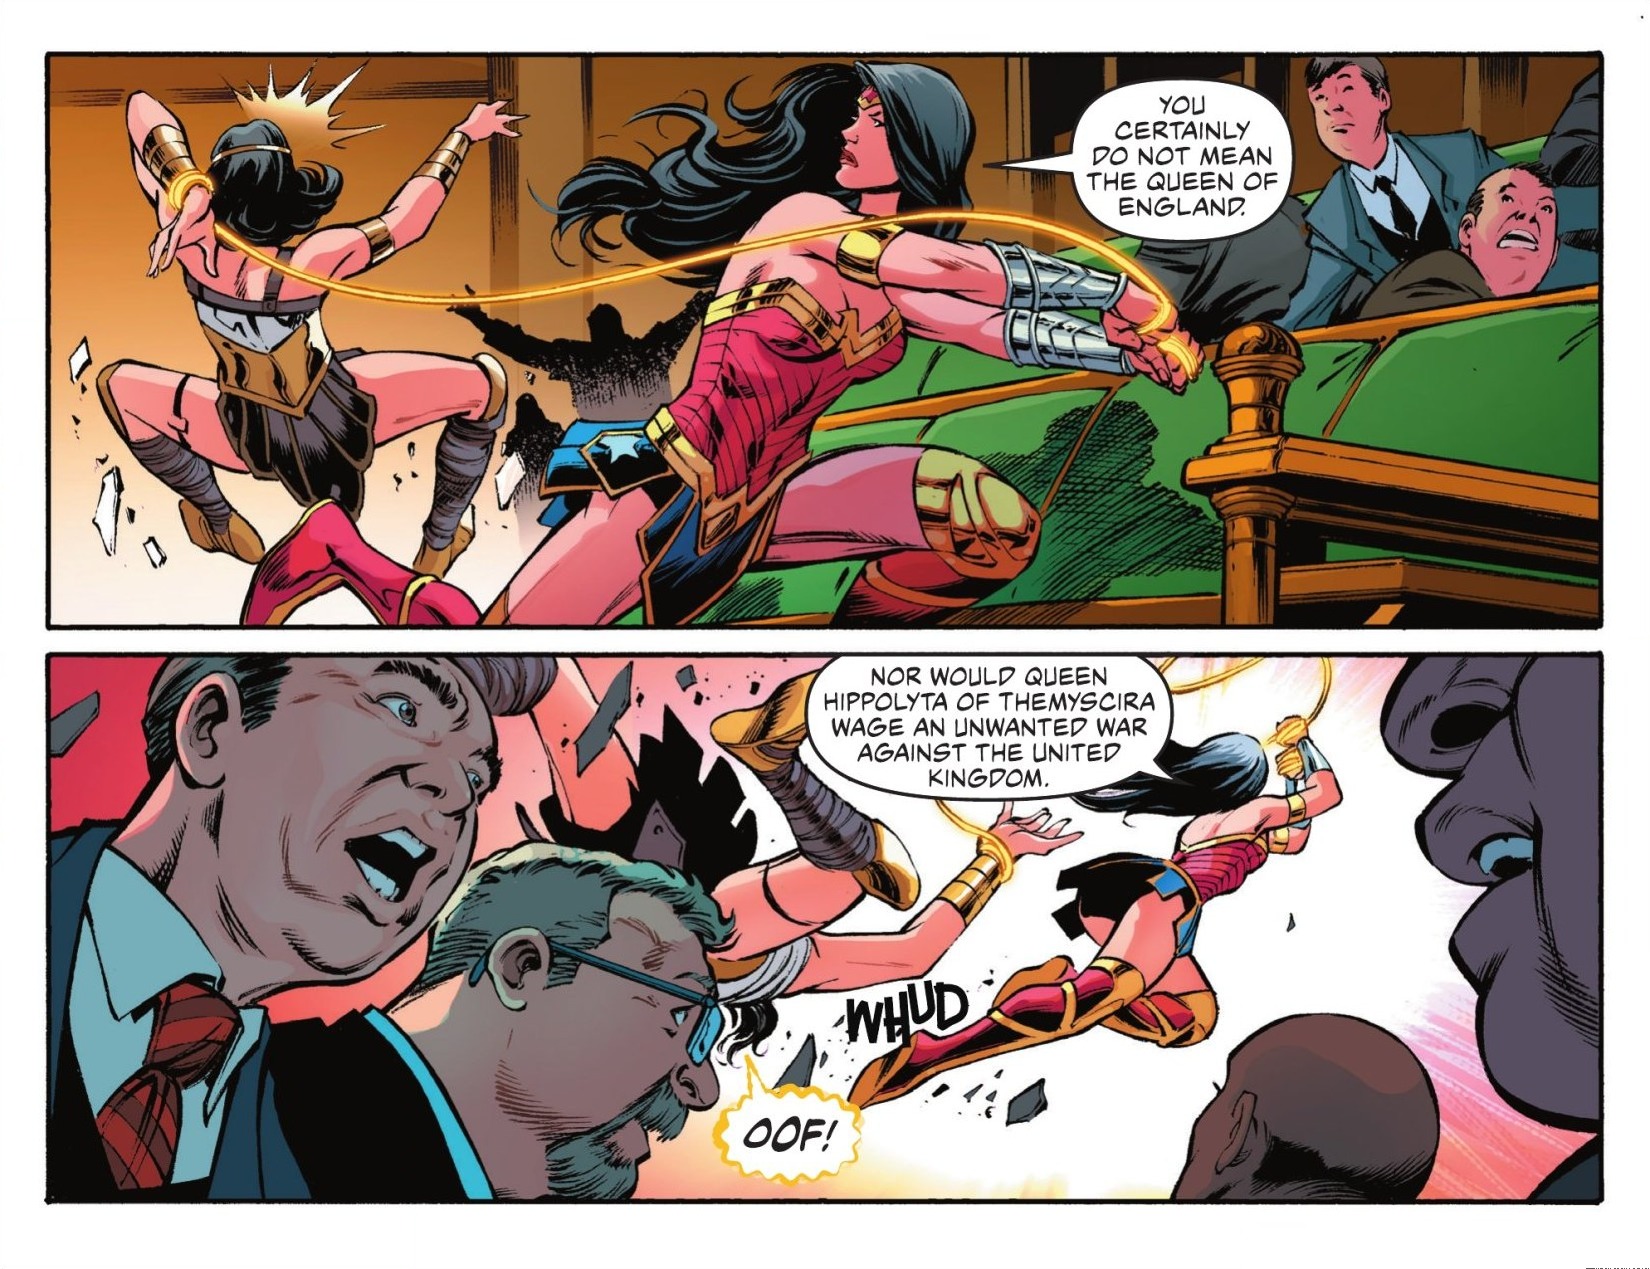 YOU
CERTAINLY
DO NOT MEAN
THE QUEEN OF
ENGLAND.
NOR WOULD QUEEN
HIPPOLYTA OF THEMYSCIRA
WAGE AN UNWANTED WAR
AGAINST THE UNITED
KINGDOM.
WHUD
OOF!